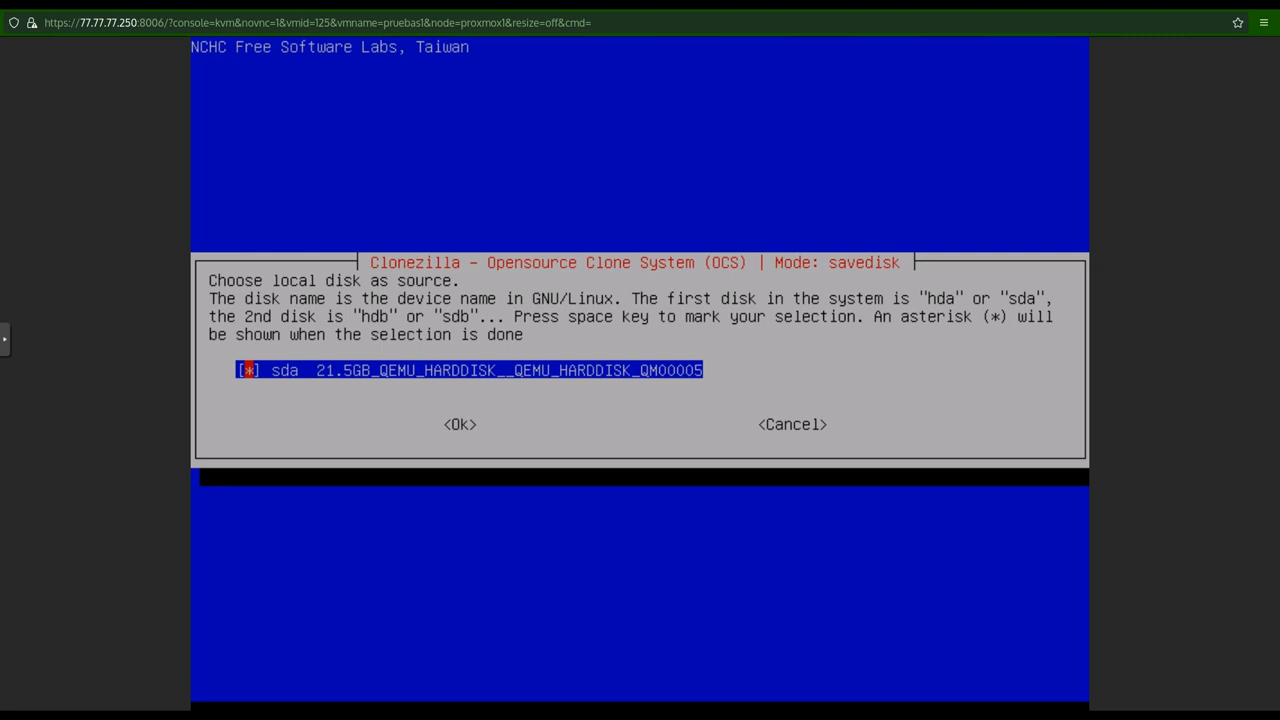 https://77.77.77.250:8006/?console=kvm&novnc=1&vmid=125&vmname=pruebas1&node=proxmox1&resize=off&cmd=
NCHC Free Software Labs, Taiwan
Clonezilla - Opensource Clone System (OCS) | Mode: savedisk
Choose local disk as source.
The disk name is the device name in GNU/Linux. The first disk in the system is "hda" or "sda",
the 2nd disk is "hdb" or "sdb"... Press space key to mark your selection. An asterisk (*) will
be shown when the selection is done
[*] sda 21.5GB_QEMU_HARDDISK__QEMU_HARDDISK_QM00005
<Ok> <Cancel>